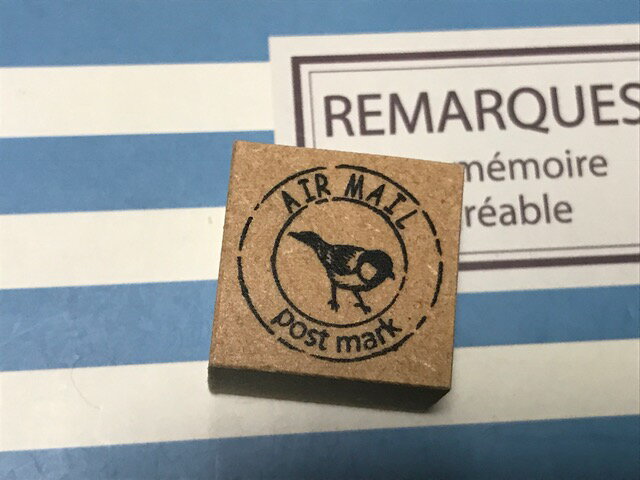 REMARQUES
mémoire
réable
AIR MAIL
post mark